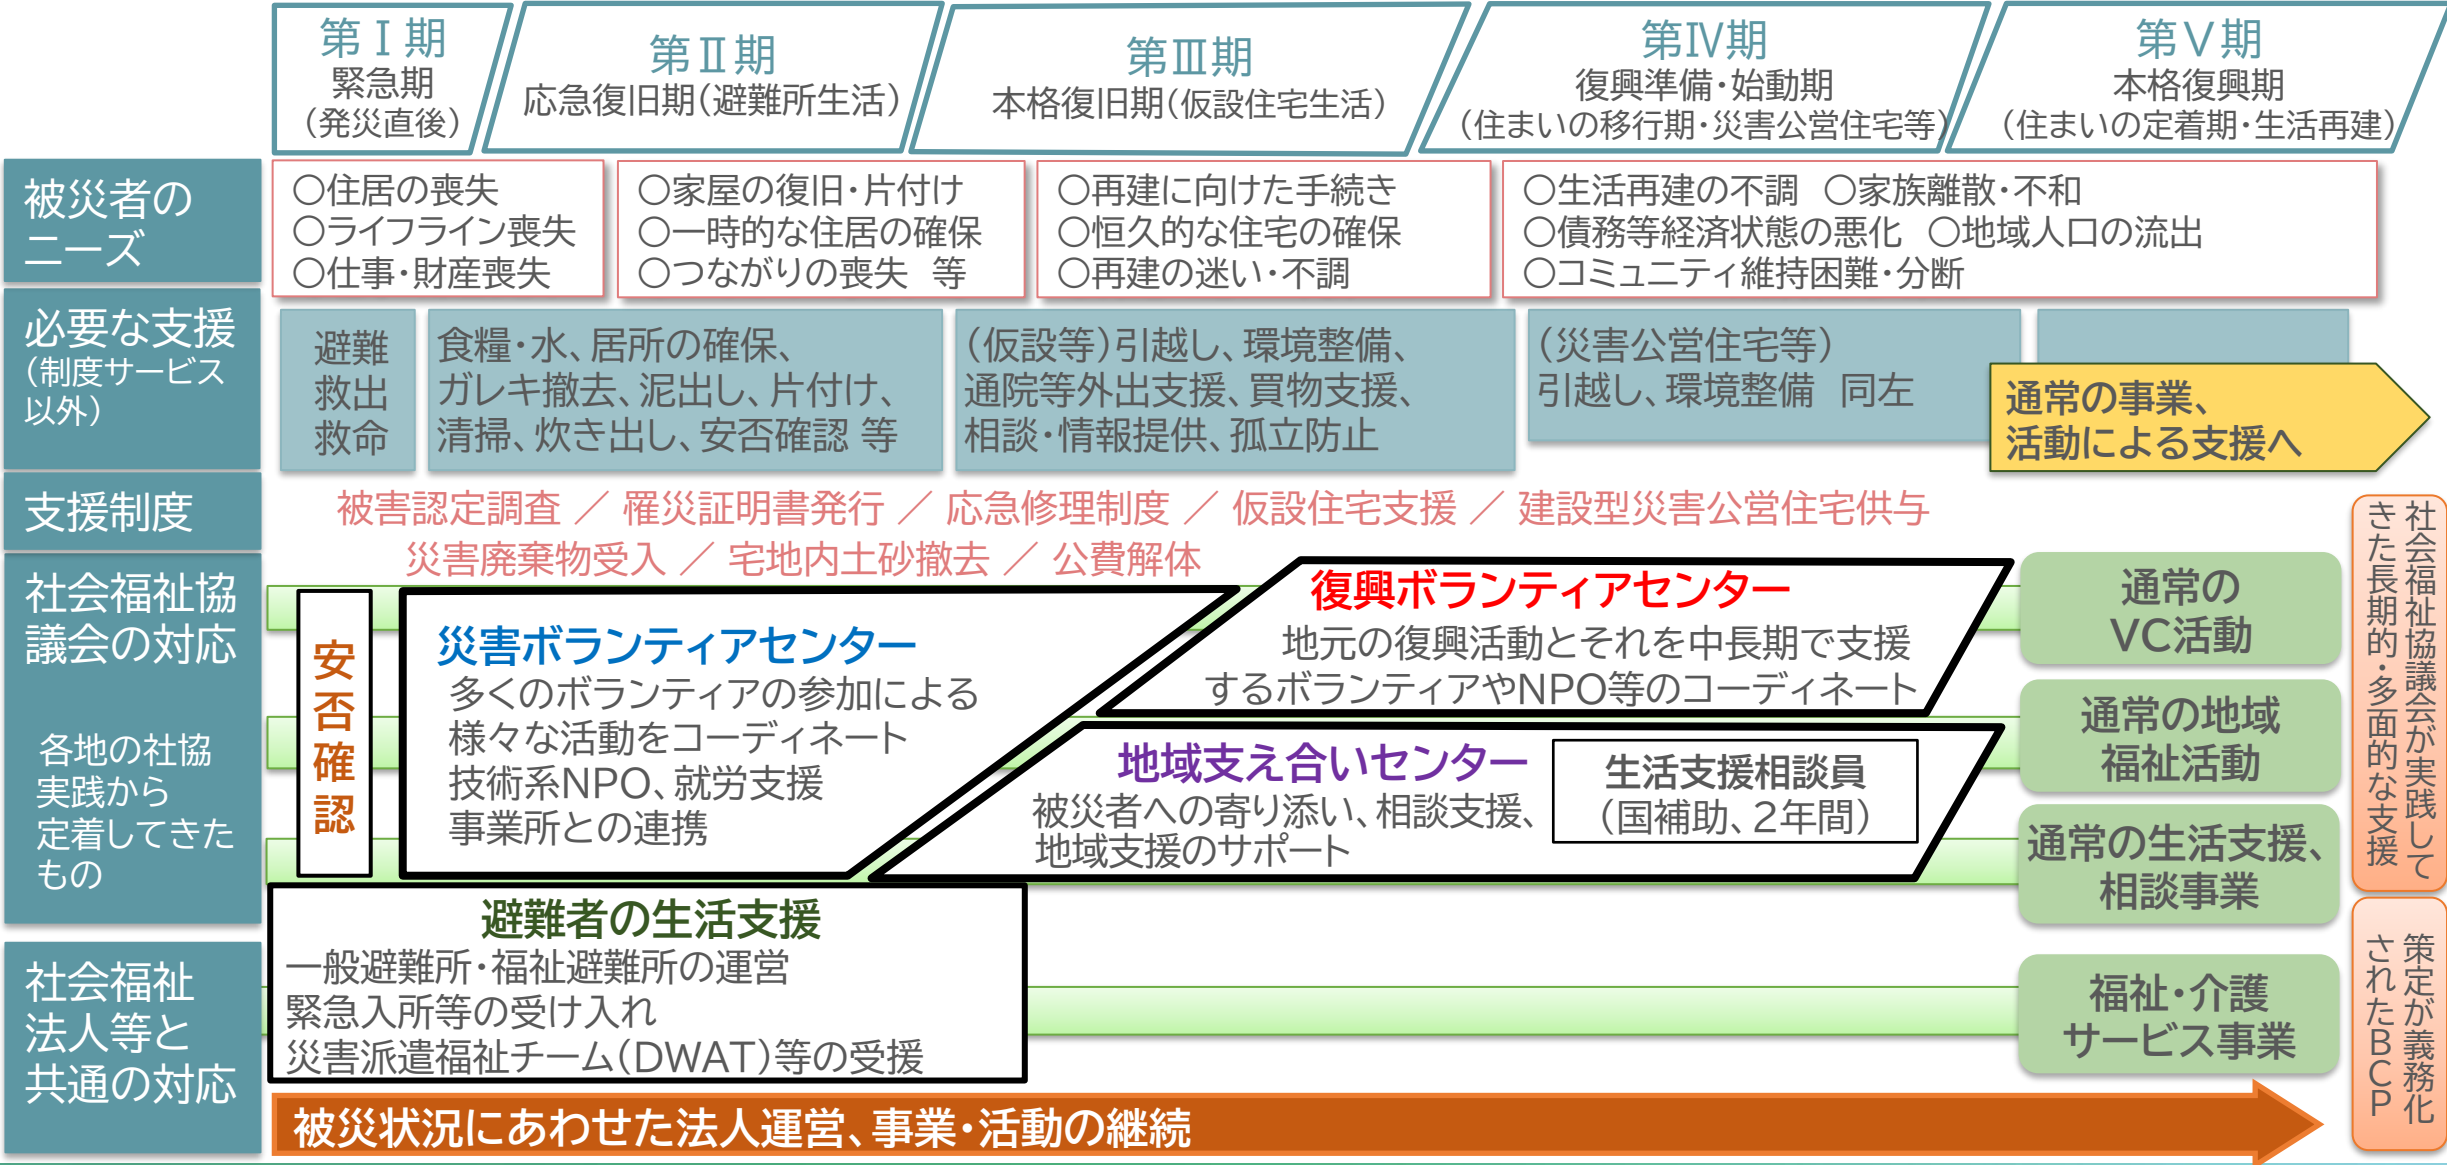 第Ⅰ期
緊急期
（発災直後）
第Ⅱ期
応急復旧期（避難所生活）
第Ⅲ期
本格復旧期（仮設住宅生活）
第Ⅳ期
復興準備・始動期
（住まいの移行期・災害公営住宅等）
第Ⅴ期
本格復興期
（住まいの定着期・生活再建）
被災者の
ニーズ
〇住居の喪失
〇ライフライン喪失
〇仕事・財産喪失
〇家屋の復旧・片付け
〇一時的な住居の確保
〇つながりの喪失　等
〇再建に向けた手続き
〇恒久的な住宅の確保
〇再建の迷い・不調
〇生活再建の不調　〇家族離散・不和
〇債務等経済状態の悪化　〇地域人口の流出
〇コミュニティ維持困難・分断
必要な支援
（制度サービス
以外）
避難
救出
救命
食糧・水、居所の確保、
ガレキ撤去、泥出し、片付け、
清掃、炊き出し、安否確認 等
（仮設等）引越し、環境整備、
通院等外出支援、買物支援、
相談・情報提供、孤立防止
（災害公営住宅等）
引越し、環境整備　同左
通常の事業、
活動による支援へ
支援制度
被害認定調査 ／ 罹災証明書発行 ／ 応急修理制度 ／ 仮設住宅支援 ／ 建設型災害公営住宅供与
災害廃棄物受入 ／ 宅地内土砂撤去 ／ 公費解体
社会福祉協
議会の対応
各地の社協
実践から
定着してきた
もの
安否確認
災害ボランティアセンター
多くのボランティアの参加による
様々な活動をコーディネート
技術系NPO、就労支援
事業所との連携
復興ボランティアセンター
地元の復興活動とそれを中長期で支援
するボランティアやNPO等のコーディネート
地域支え合いセンター
被災者への寄り添い、相談支援、
地域支援のサポート
生活支援相談員
（国補助、2年間）
通常の
VC活動
通常の地域
福祉活動
通常の生活支援、
相談事業
社会福祉協議会が実践して
きた長期的・多面的な支援
社会福祉
法人等と
共通の対応
避難者の生活支援
一般避難所・福祉避難所の運営
緊急入所等の受け入れ
災害派遣福祉チーム（DWAT）等の受援
福祉・介護
サービス事業
策定が義務化
されたBCP
被災状況にあわせた法人運営、事業・活動の継続